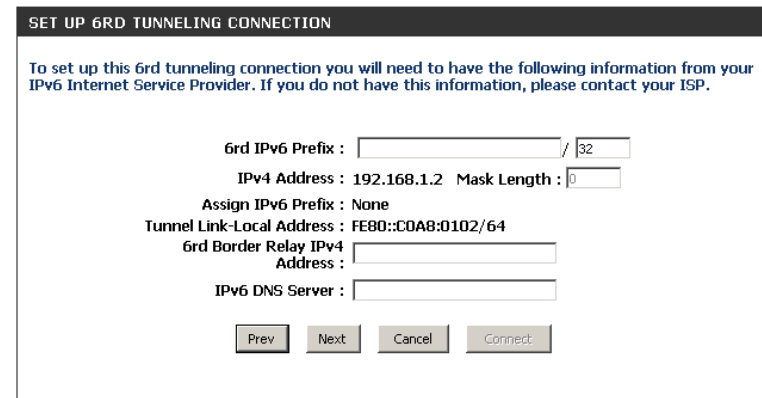 SET UP 6RD TUNNELING CONNECTION
To set up this 6rd tunneling connection you will need to have the following information from your
IPv6 Internet Service Provider. If you do not have this information, please contact your ISP.
6rd IPv6 Prefix : / 32
IPv4 Address : 192.168.1.2 Mask Length : 0
Assign IPv6 Prefix : None
Tunnel Link-Local Address : FE80::C0A8:0102/64
6rd Border Relay IPv4
Address :
IPv6 DNS Server :
Prev Next Cancel Connect